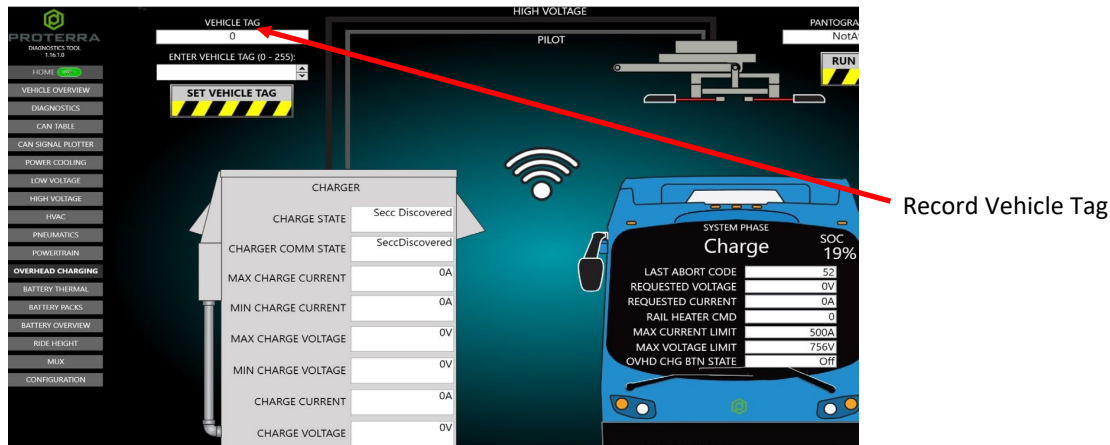 HIGH VOLTAGE
PILOT
PROTERRA
DIAGNOSTICS TOOL
1.16.1.0
HOME
VEHICLE OVERVIEW
DIAGNOSTICS
CAN TABLE
CAN SIGNAL PLOTTER
POWER COOLING
LOW VOLTAGE
HIGH VOLTAGE
HVAC
PNEUMATICS
POWERTRAIN
OVERHEAD CHARGING
BATTERY THERMAL
BATTERY PACKS
BATTERY OVERVIEW
RIDE HEIGHT
MUX
CONFIGURATION
VEHICLE TAG
0
ENTER VEHICLE TAG (0 - 255):
SET VEHICLE TAG
PANTOGRA
NotA
RUN
CHARGER
CHARGE STATE Secc Discovered
CHARGER COMM STATE SeccDiscovered
MAX CHARGE CURRENT 0A
MIN CHARGE CURRENT 0A
MAX CHARGE VOLTAGE 0V
MIN CHARGE VOLTAGE 0V
CHARGE CURRENT 0A
CHARGE VOLTAGE 0V
SYSTEM PHASE
Charge
SOC
19%
LAST ABORT CODE 52
REQUESTED VOLTAGE 0V
REQUESTED CURRENT 0A
RAIL HEATER CMD 0
MAX CURRENT LIMIT 500A
MAX VOLTAGE LIMIT 756V
OVHD CHG BTN STATE Off
Record Vehicle Tag